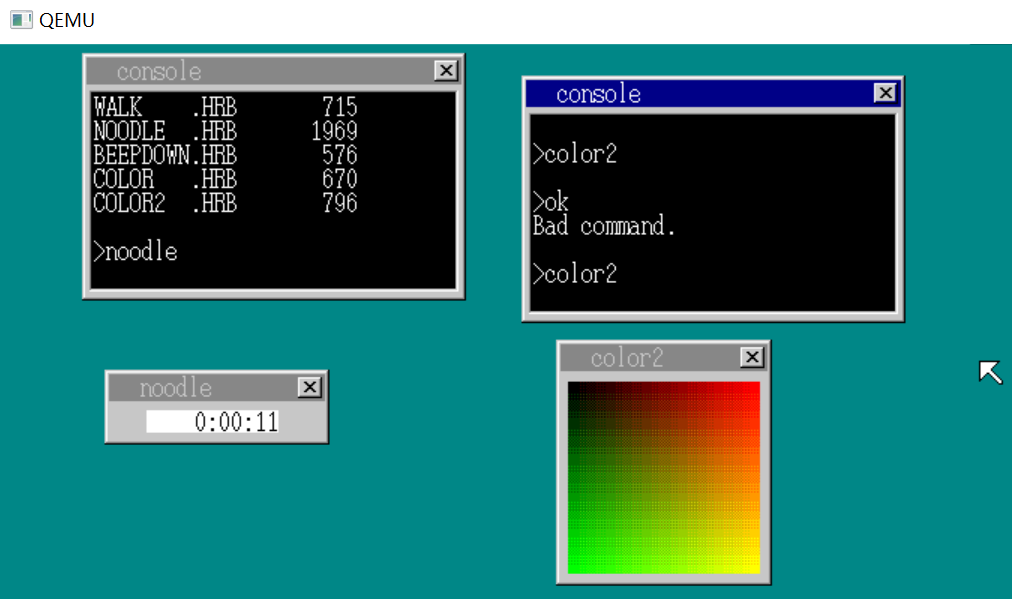 QEMU
console
WALK .HRB 715
NOODLE .HRB 1969
BEEPDOWN.HRB 576
COLOR .HRB 670
COLOR2 .HRB 796
>noodle
console
>color2
>ok
Bad command.
>color2
noodle
0:00:11
color2